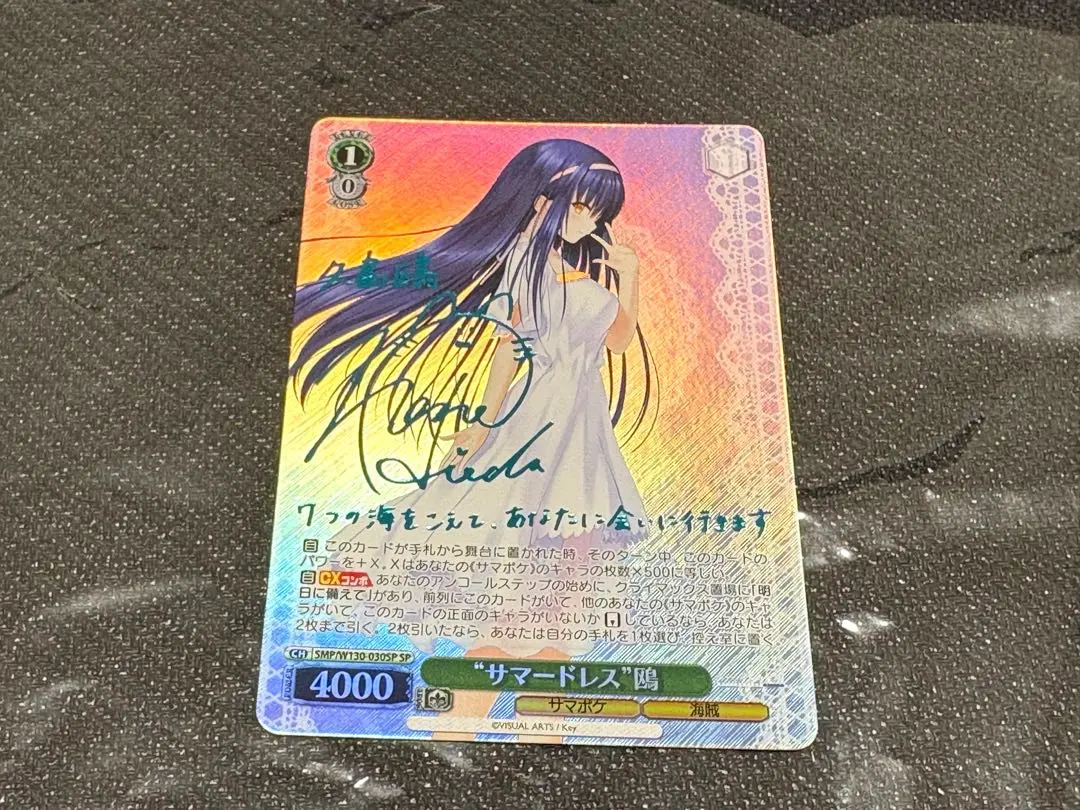 LEVEL
1
0
COST
久島鴎
Hane
Aieda
7つの海をこえて、あなたに会いに行きます
自 このカードが手札から舞台に置かれた時、そのターン中、このカードの
パワーを+X。Xはあなたの《サマポケ》のキャラの枚数×500に等しい。
自 CXコンボ あなたのアンコールステップの始めに、クライマックス置場に「明
日に備えて」があり、前列にこのカードがいて、他のあなたの《サマポケ》のキャ
ラがいて、このカードの正面のキャラがいないかしているなら、あなたは
2枚まで引く。2枚引いたなら、あなたは自分の手札を1枚選び、控え室に置く。
CH SMP/W130-030SP SP
POWER 4000
“サマードレス”鴎
サマポケ 海賊
©VISUAL ARTS / Key